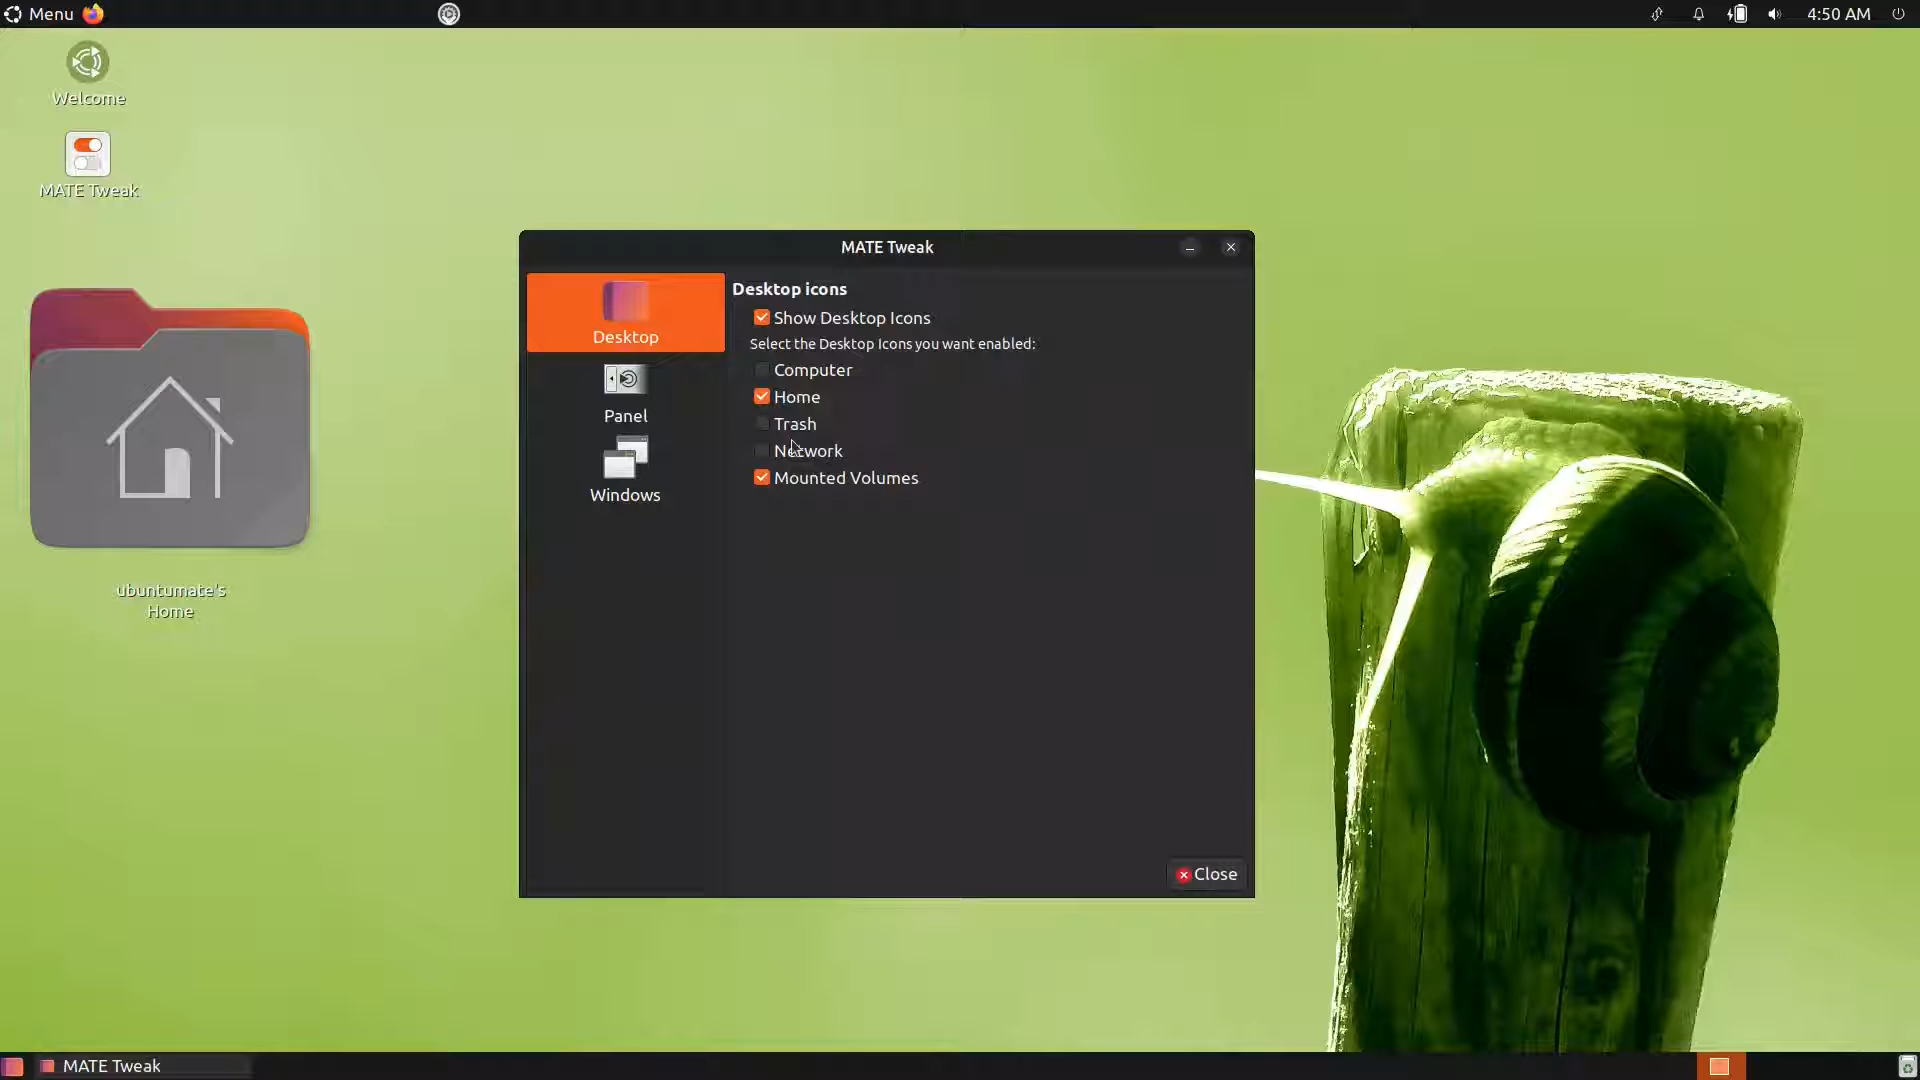 Menu
4:50 AM
Welcome
MATE Tweak
ubuntumate's
Home
MATE Tweak
Desktop
Panel
Windows
Desktop icons
Show Desktop Icons
Select the Desktop Icons you want enabled:
Computer
Home
Trash
Network
Mounted Volumes
Close
MATE Tweak